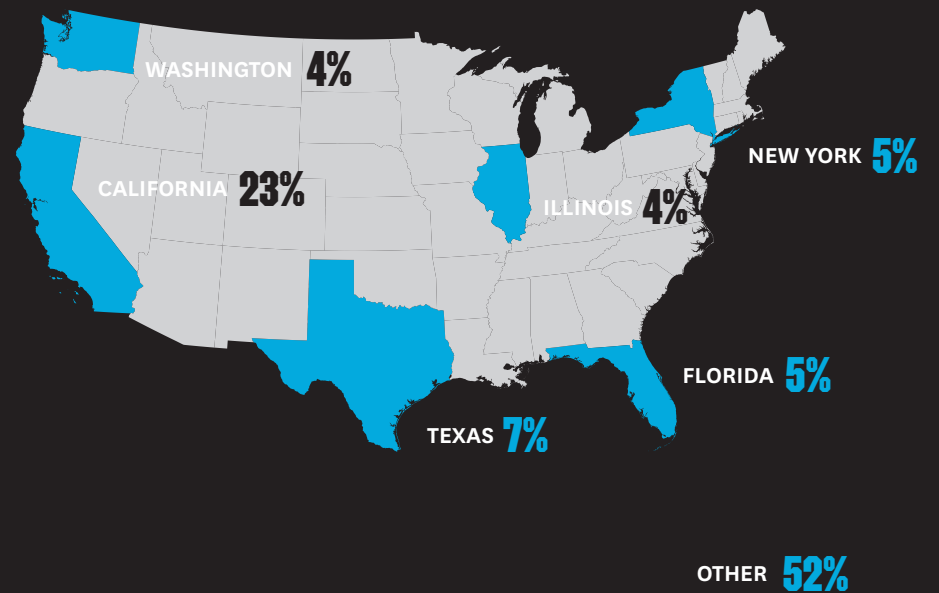 WASHINGTON 4%
NEW YORK 5%
CALIFORNIA 23%
ILLINOIS 4%
FLORIDA 5%
TEXAS 7%
OTHER 52%